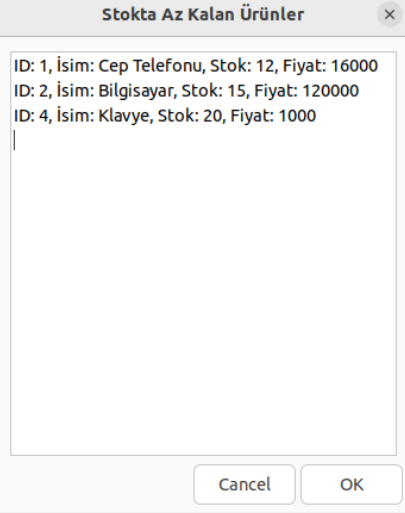 Stokta Az Kalan Ürünler
ID: 1, İsim: Cep Telefonu, Stok: 12, Fiyat: 16000
ID: 2, İsim: Bilgisayar, Stok: 15, Fiyat: 120000
ID: 4, İsim: Klavye, Stok: 20, Fiyat: 1000
Cancel OK